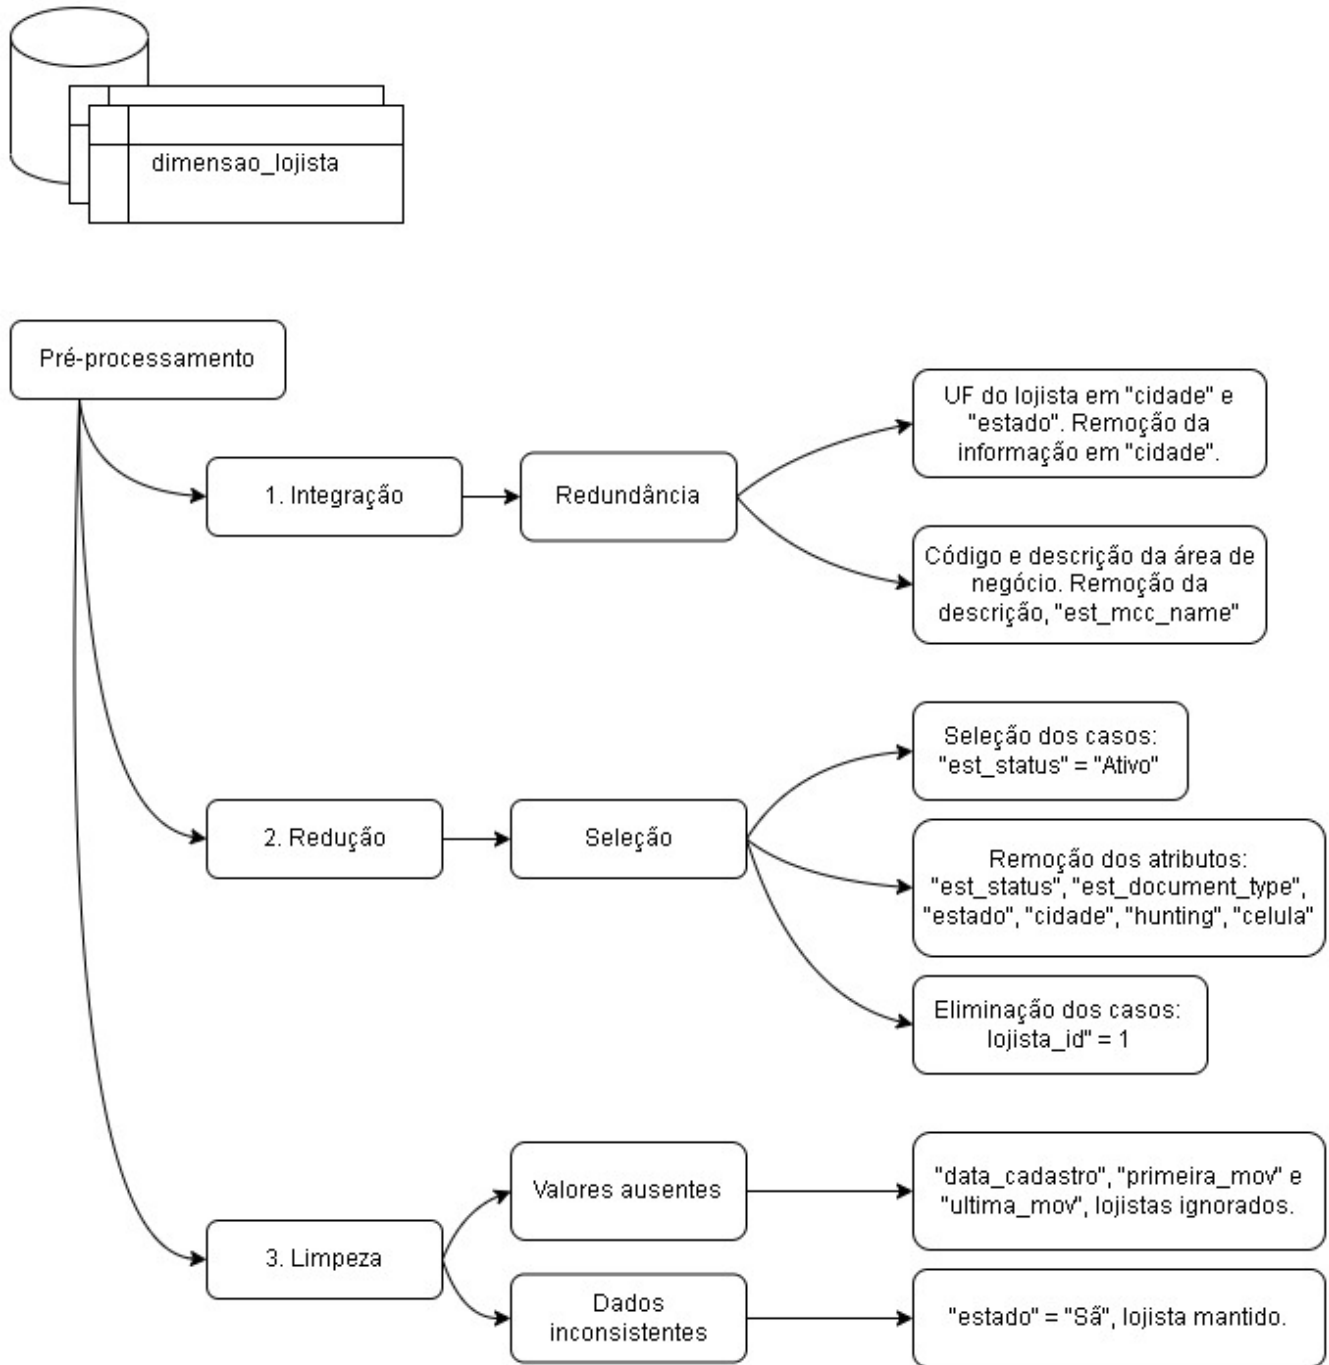 dimensao_lojista
Pré-processamento
1. Integração
Redundância
UF do lojista em "cidade" e
"estado". Remoção da
informação em "cidade".
Código e descrição da área de
negócio. Remoção da
descrição, "est_mcc_name"
2. Redução
Seleção
Seleção dos casos:
"est_status" = "Ativo"
Remoção dos atributos:
"est_status", "est_document_type",
"estado", "cidade", "hunting", "celula"
Eliminação dos casos:
lojista_id" = 1
3. Limpeza
Valores ausentes
"data_cadastro", "primeira_mov" e
"ultima_mov", lojistas ignorados.
Dados
inconsistentes
"estado" = "Sã", lojista mantido.